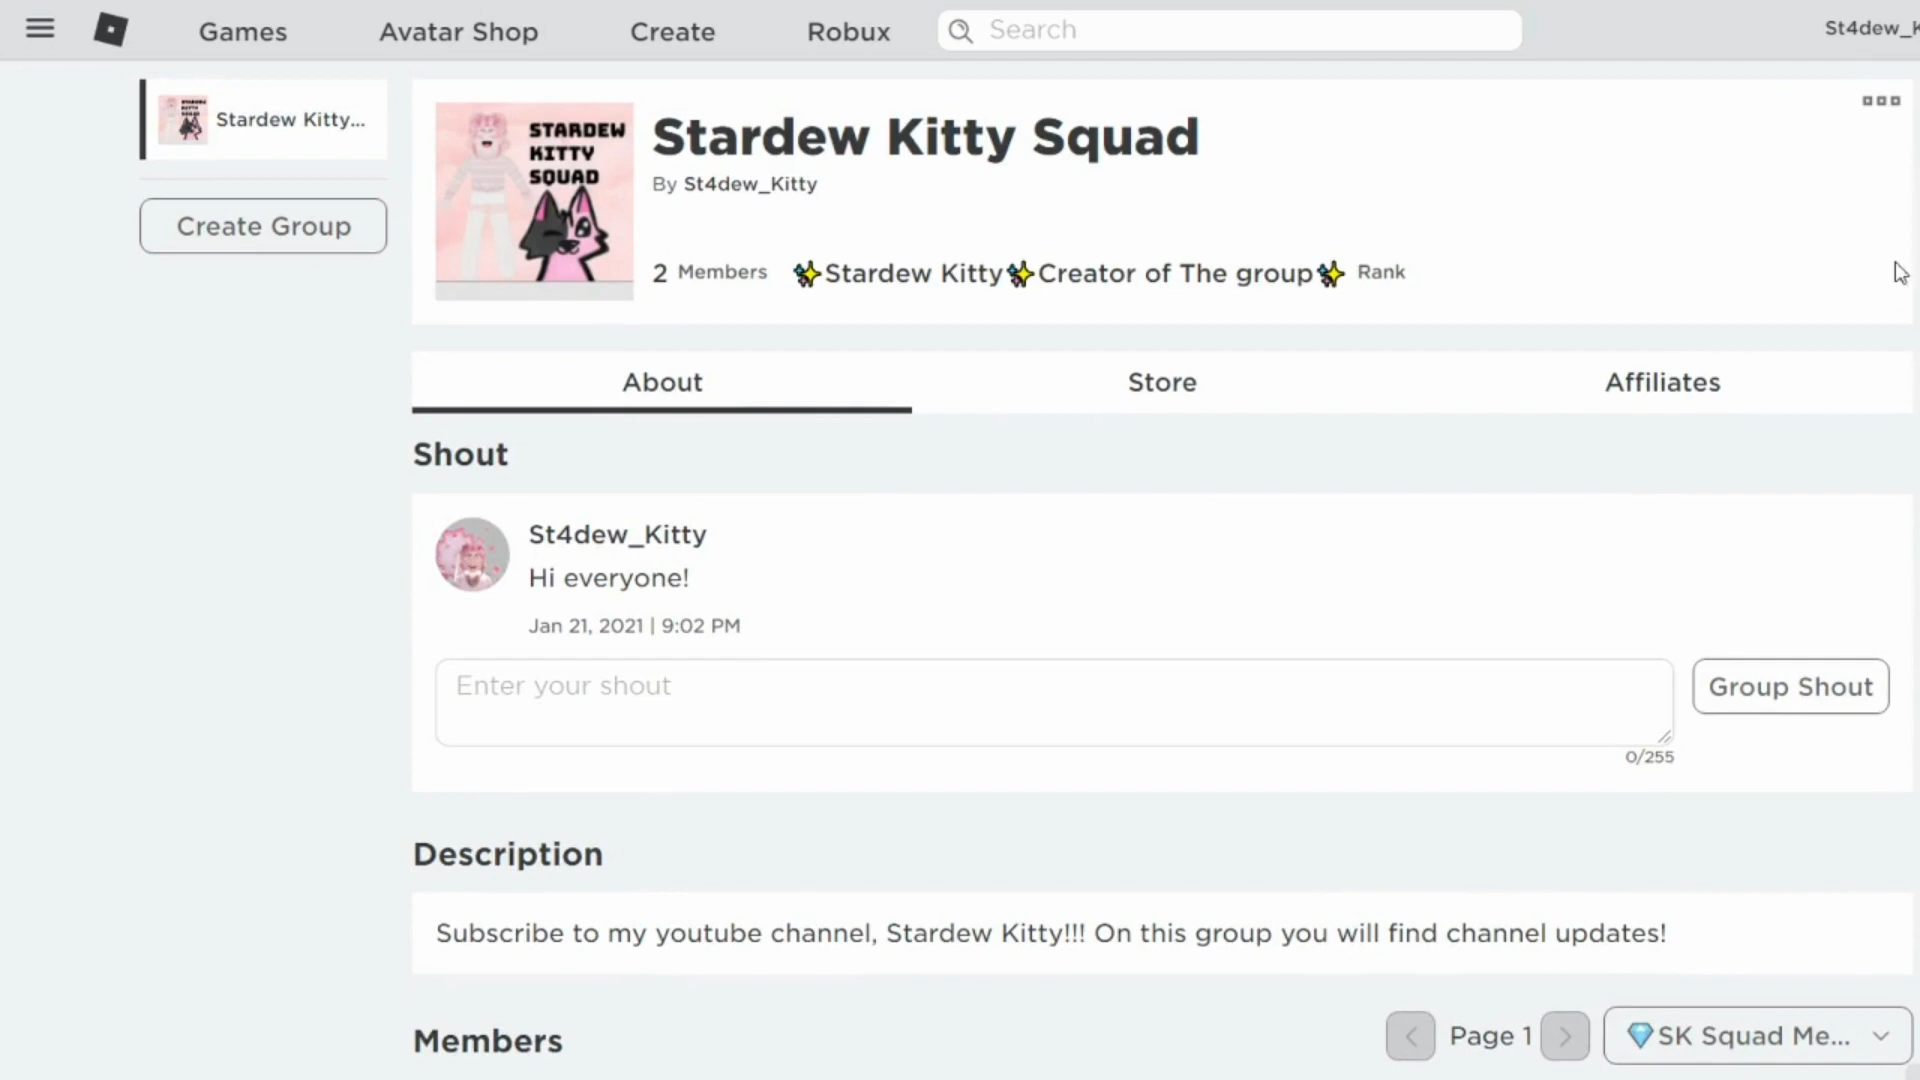 Games
Avatar Shop
Create
Robux
Search
St4dew_K
Stardew Kitty...
Create Group
STARDEW
KITTY
SQUAD
Stardew Kitty Squad
By St4dew_Kitty
2 Members ✨Stardew Kitty✨Creator of The group✨ Rank
About
Store
Affiliates
Shout
St4dew_Kitty
Hi everyone!
Jan 21, 2021 | 9:02 PM
Enter your shout
Group Shout
0/255
Description
Subscribe to my youtube channel, Stardew Kitty!!! On this group you will find channel updates!
Members
Page 1
💎SK Squad Me...